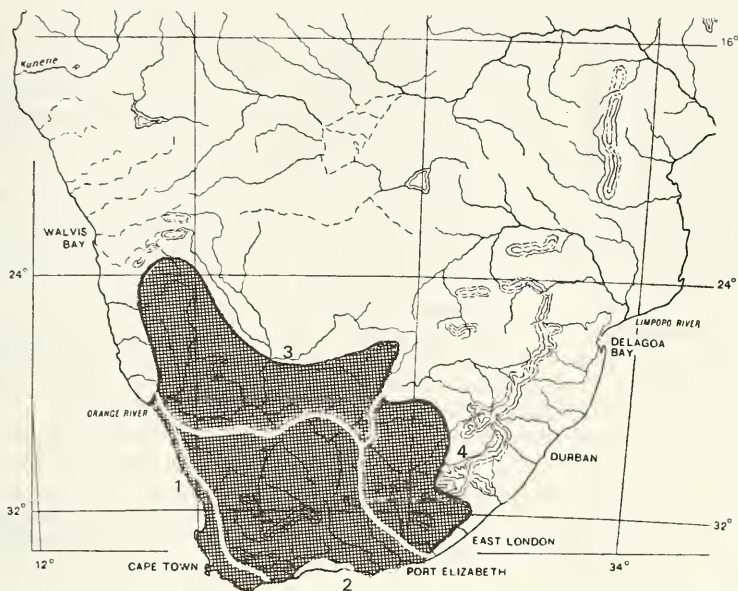 16°
Kunene
16°
WALVIS
BAY
24°
24°
LIMPOPO RIVER
DELAGOA
BAY
3
ORANGE RIVER
4
DURBAN
1
32°
32°
EAST LONDON
12°
CAPE TOWN
PORT ELIZABETH
34°
2